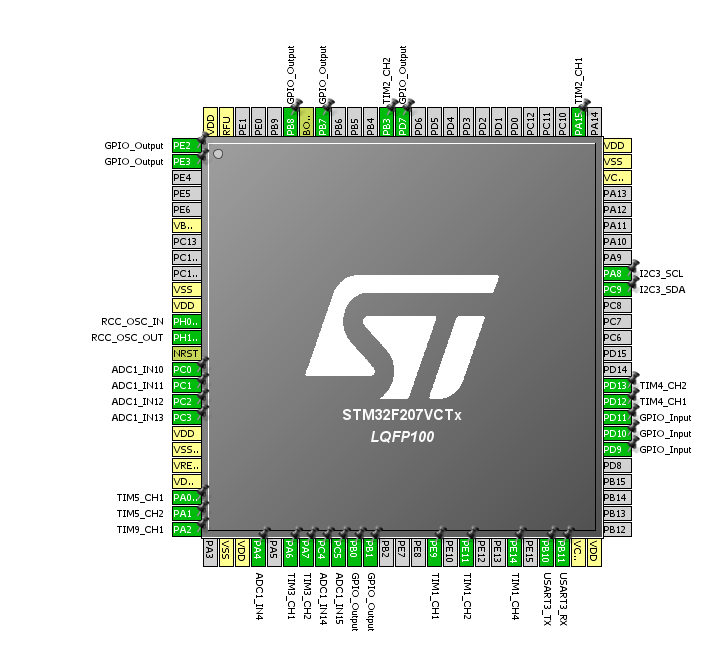 GPIO_Output
GPIO_Output
TIM2_CH2
GPIO_Output
TIM2_CH1
VDD
RFU
PE1
PE0
PB9
PB8
BO..
PB7
PB6
PB5
PB4
PB3
PD7
PD6
PD5
PD4
PD3
PD2
PD1
PD0
PC12
PC11
PC10
PA15
PA14
GPIO_Output PE2
GPIO_Output PE3
PE4
PE5
PE6
VB..
PC13
PC1..
PC1..
VSS
VDD
RCC_OSC_IN PH0..
RCC_OSC_OUT PH1..
NRST
ADC1_IN10 PC0
ADC1_IN11 PC1
ADC1_IN12 PC2
ADC1_IN13 PC3
VDD
VSS..
VRE..
VD..
TIM5_CH1 PA0..
TIM5_CH2 PA1
TIM9_CH1 PA2
STM32F207VCTx
LQFP100
VDD
VSS
VC..
PA13
PA12
PA11
PA10
PA9
PA8 I2C3_SCL
PC9 I2C3_SDA
PC8
PC7
PC6
PD15
PD14
PD13 TIM4_CH2
PD12 TIM4_CH1
PD11 GPIO_Input
PD10 GPIO_Input
PD9 GPIO_Input
PD8
PB15
PB14
PB13
PB12
PA3
VSS
VDD
PA4
PA5
PA6
PA7
PC4
PC5
PB0
PB1
PB2
PE7
PE8
PE9
PE10
PE11
PE12
PE13
PE14
PE15
PB10
PB11
VC..
VDD
ADC1_IN4
TIM3_CH1
TIM3_CH2
ADC1_IN14
ADC1_IN15
GPIO_Output
GPIO_Output
TIM1_CH1
TIM1_CH2
TIM1_CH4
USART3_TX
USART3_RX